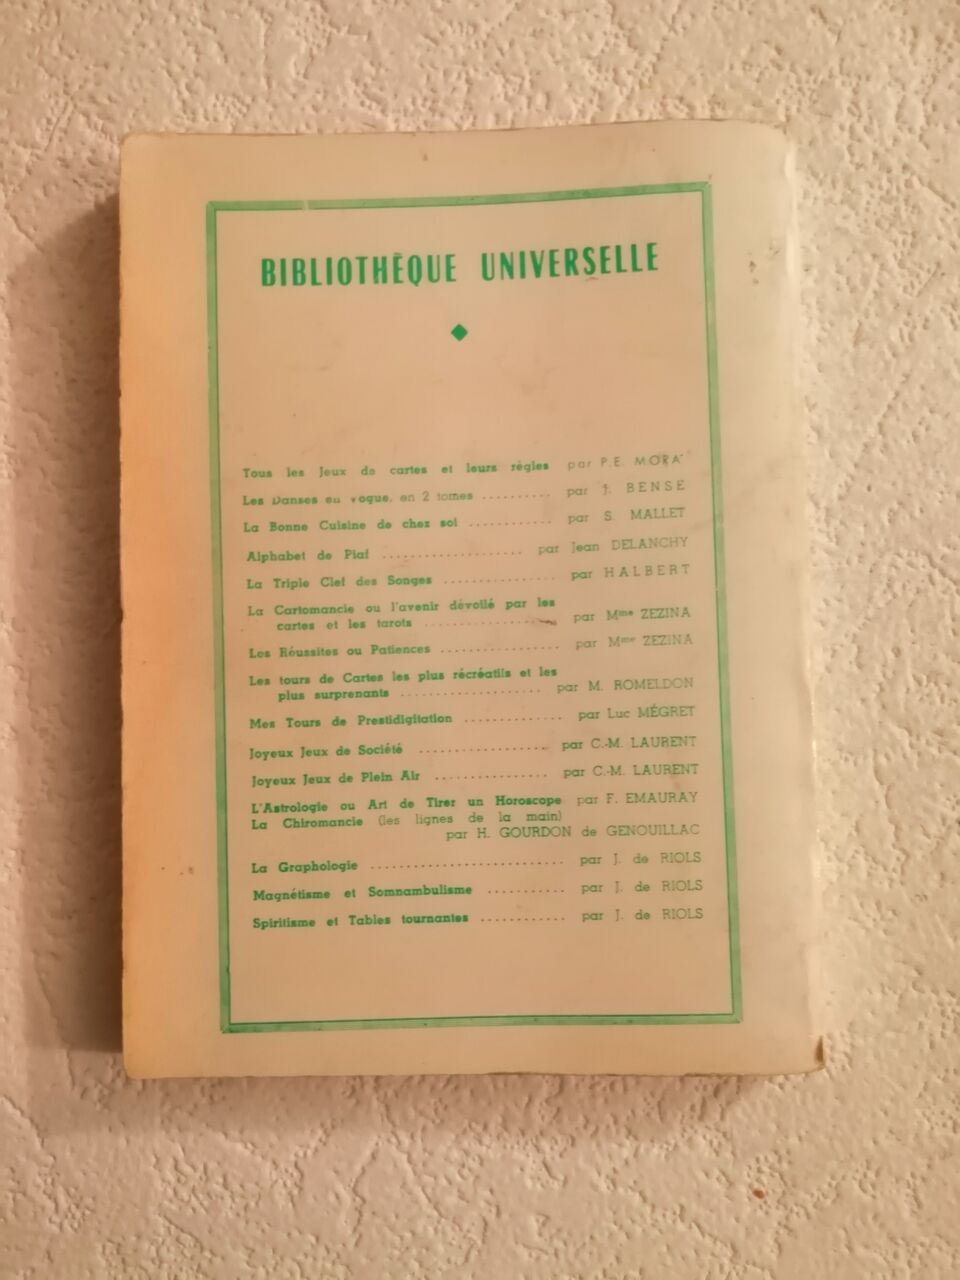 BIBLIOTHÈQUE UNIVERSELLE
Tous les Jeux de cartes et leurs règles par P.E. MORA
Les Danses en vogue, en 2 tomes .......... par J. BENSE
La Bonne Cuisine de chez soi ............ par S. MALLET
Alphabet de Piaf .................... par Jean DELANCHY
La Triple Clef des Songes ................ par HALBERT
La Cartomancie ou l'avenir dévoilé par les
cartes et les tarots ................... par Mme ZEZINA
Les Réussites ou Patiences ................. par Mme ZEZINA
Les tours de Cartes les plus récréatifs et les
plus surprenants .................... par M. ROMELDON
Mes Tours de Prestidigitation .............. par Luc MÉGRET
Joyeux Jeux de Société ................... par C.-M. LAURENT
Joyeux Jeux de Plein Air ................ par C.-M. LAURENT
L'Astrologie ou Art de Tirer un Horoscope par F. EMAURAY
La Chiromancie (les lignes de la main)
par H. GOURDON de GENOUILLAC
La Graphologie ............................ par J. de RIOLS
Magnétisme et Somnambulisme ........... par J. de RIOLS
Spiritisme et Tables tournantes ............ par J. de RIOLS